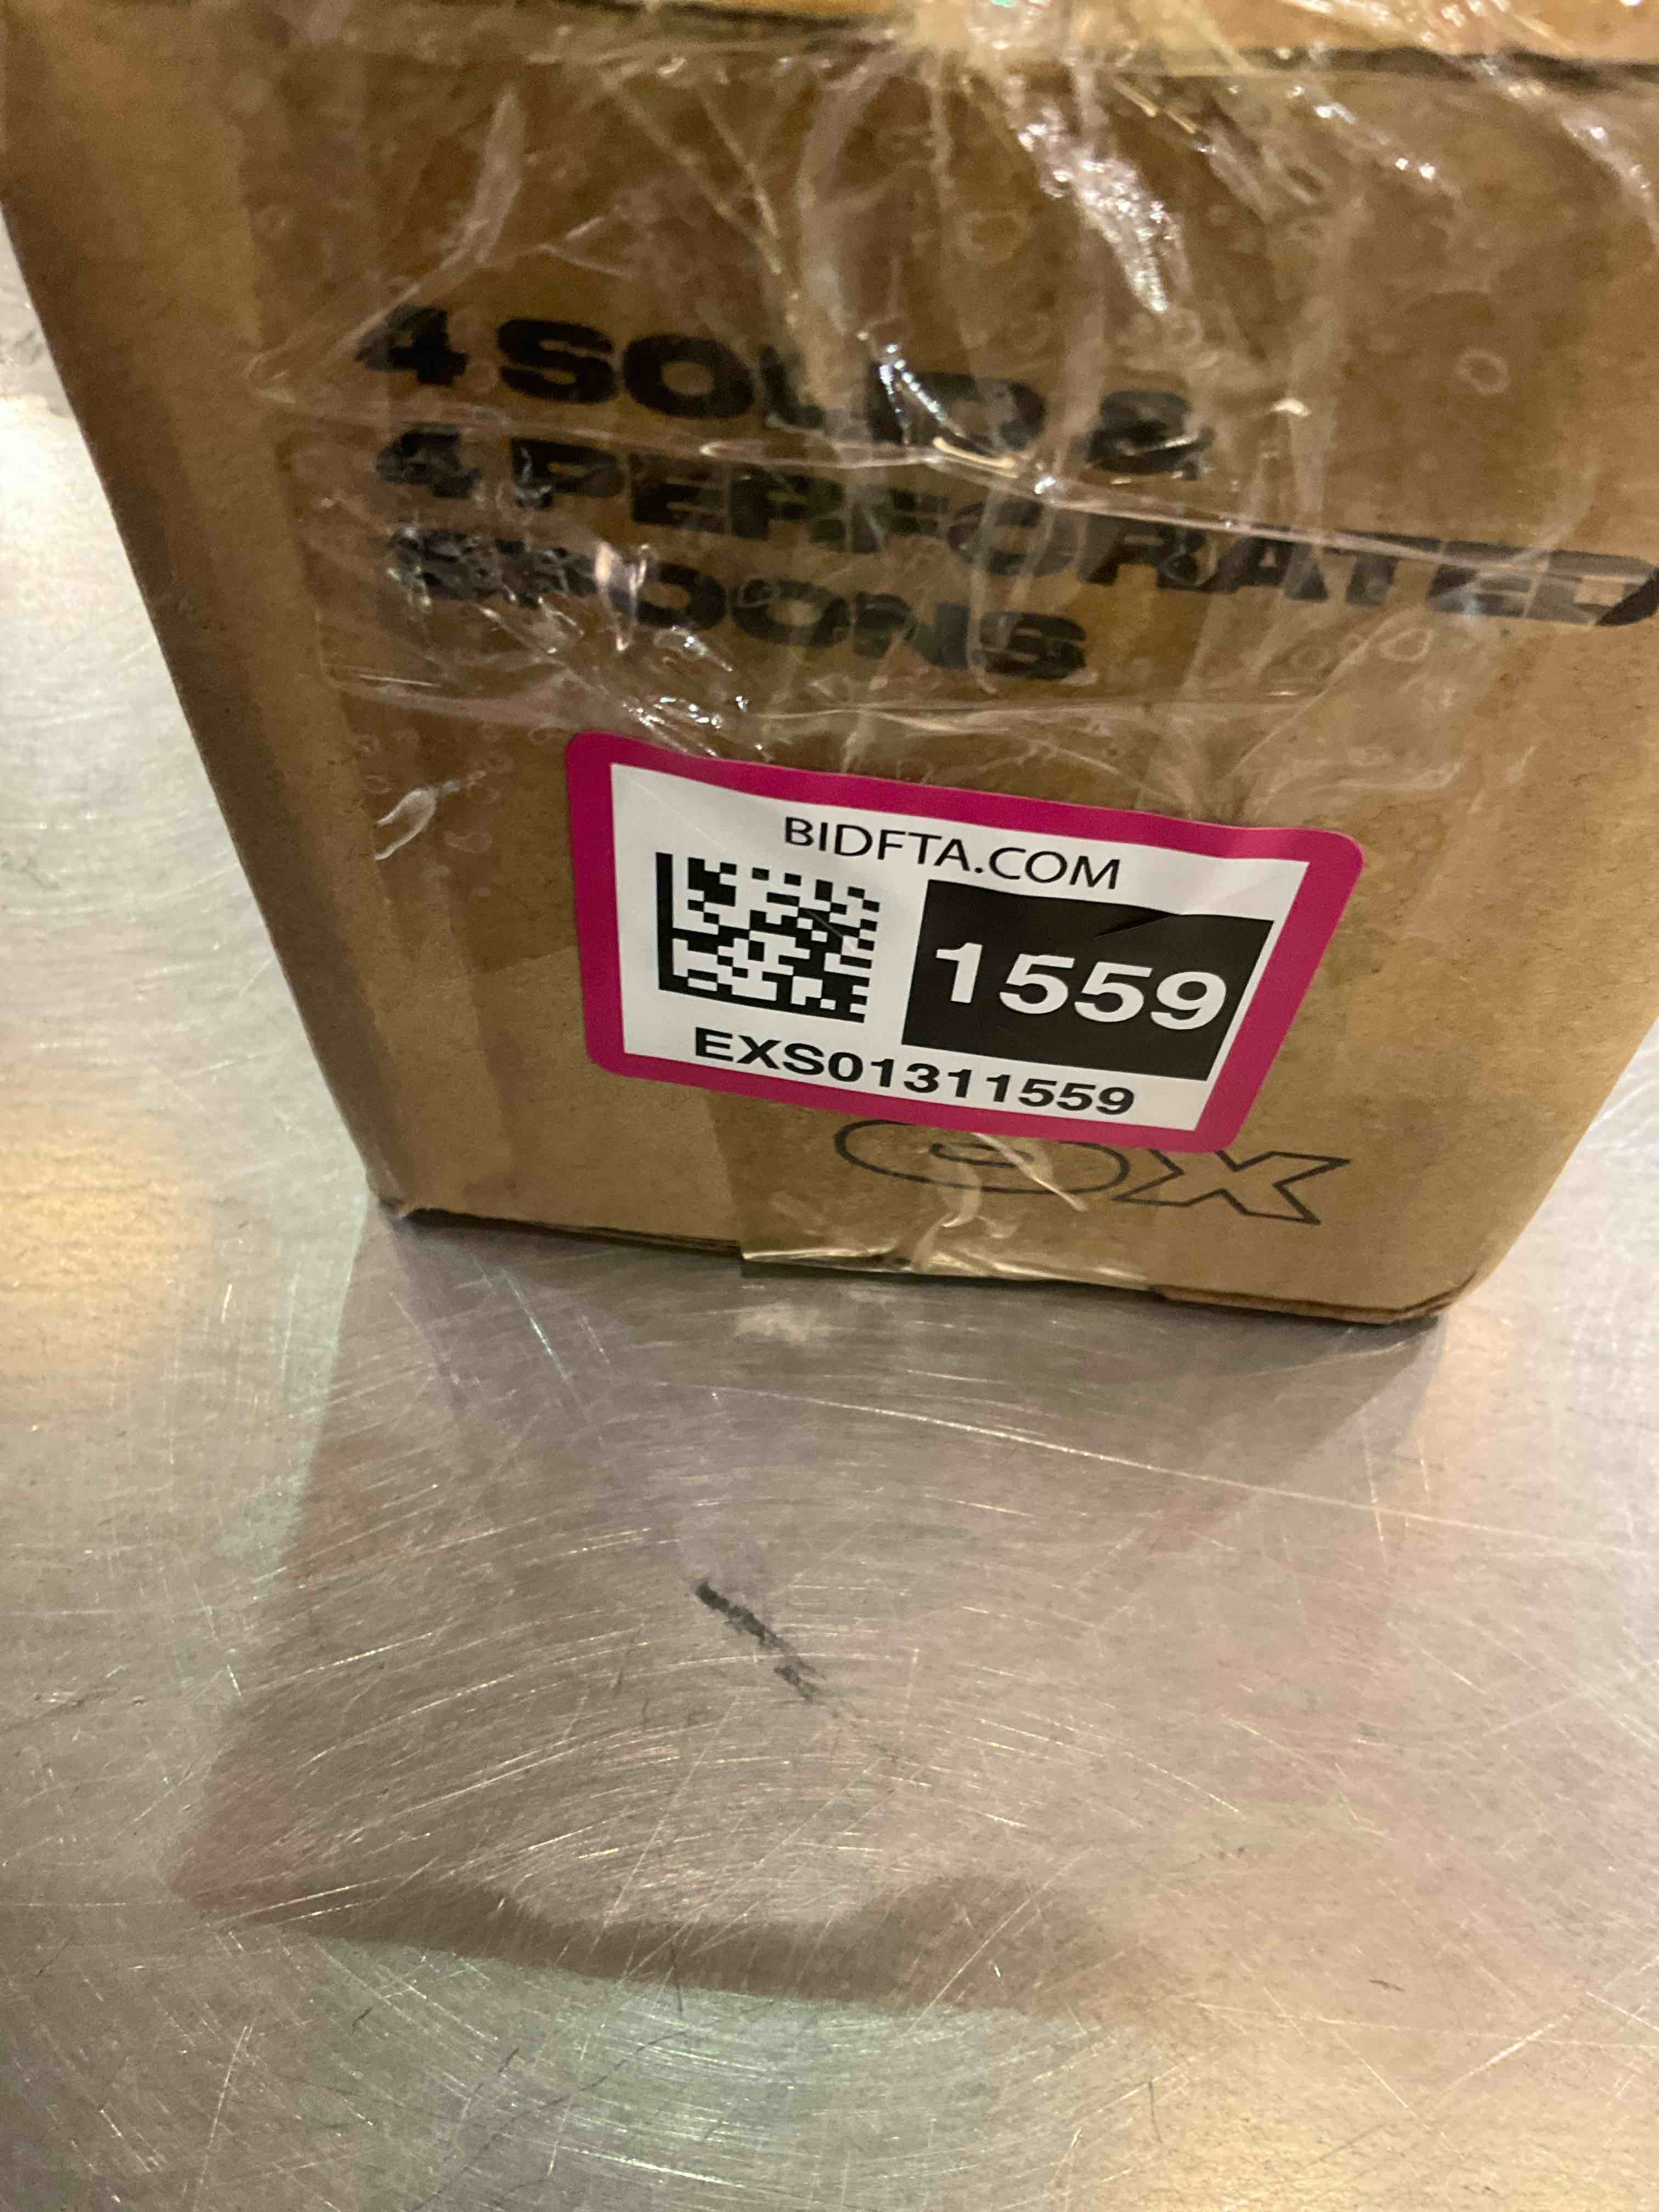 4 SOLID &
4 PERFORATED
SPOONS
BIDFTA.COM
1559
EXS01311559